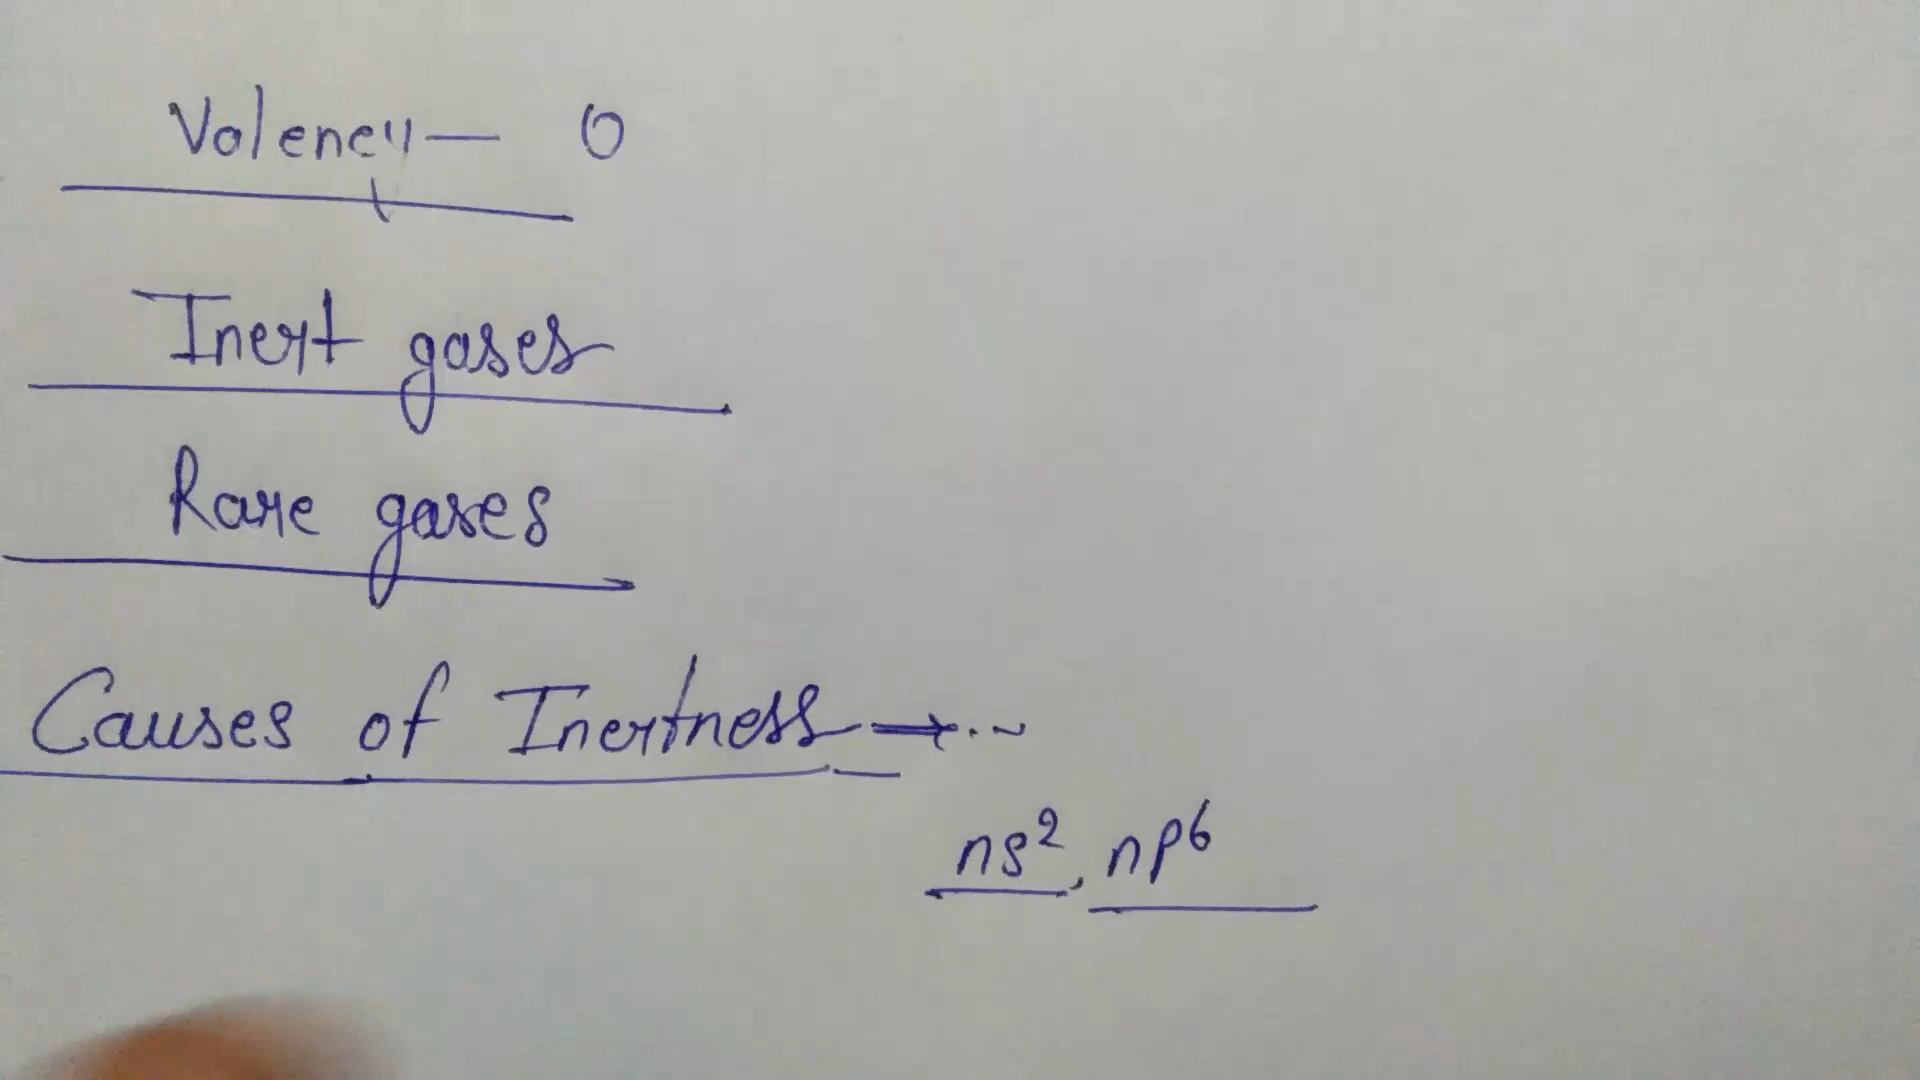 Valency — 0
Inert gases
Rare gases
Causes of Inertness →..~
ns², np⁶